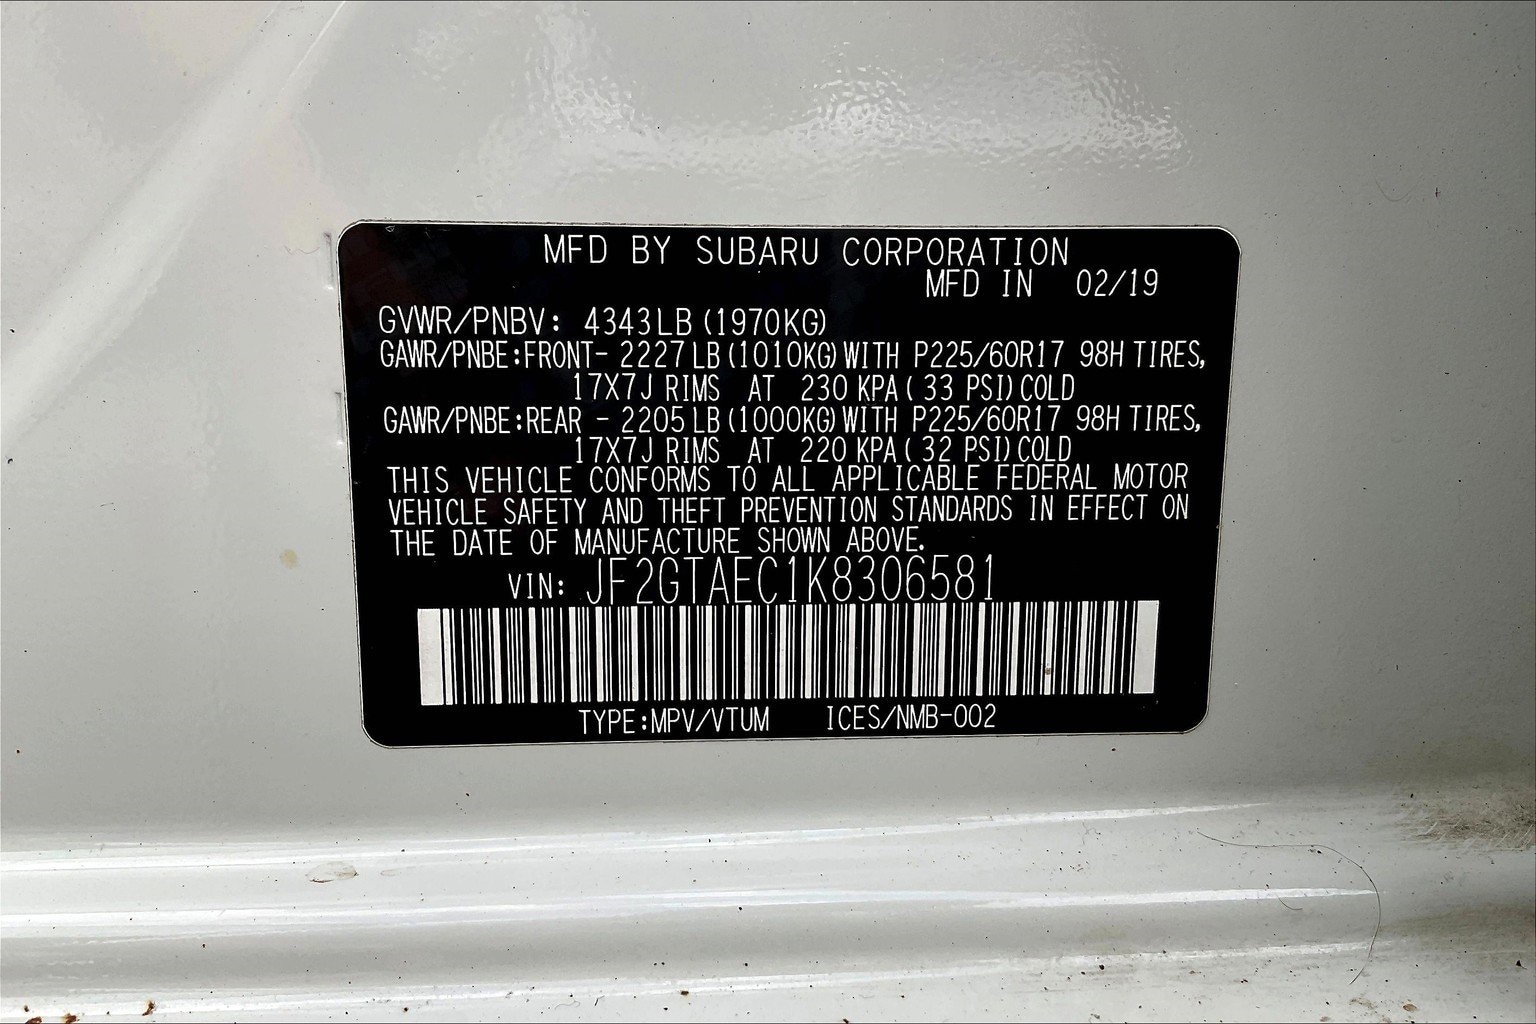 MFD BY SUBARU CORPORATION
MFD IN 02/19
GVWR/PNBV: 4343LB (1970KG)
GAWR/PNBE:FRONT- 2227LB (1010KG) WITH P225/60R17 98H TIRES,
17X7J RIMS AT 230 KPA ( 33 PSI) COLD
GAWR/PNBE:REAR - 2205LB (1000KG) WITH P225/60R17 98H TIRES,
17X7J RIMS AT 220 KPA ( 32 PSI) COLD
THIS VEHICLE CONFORMS TO ALL APPLICABLE FEDERAL MOTOR
VEHICLE SAFETY AND THEFT PREVENTION STANDARDS IN EFFECT ON
THE DATE OF MANUFACTURE SHOWN ABOVE.
VIN: JF2GTAEC1K8306581
TYPE:MPV/VTUM ICES/NMB-002